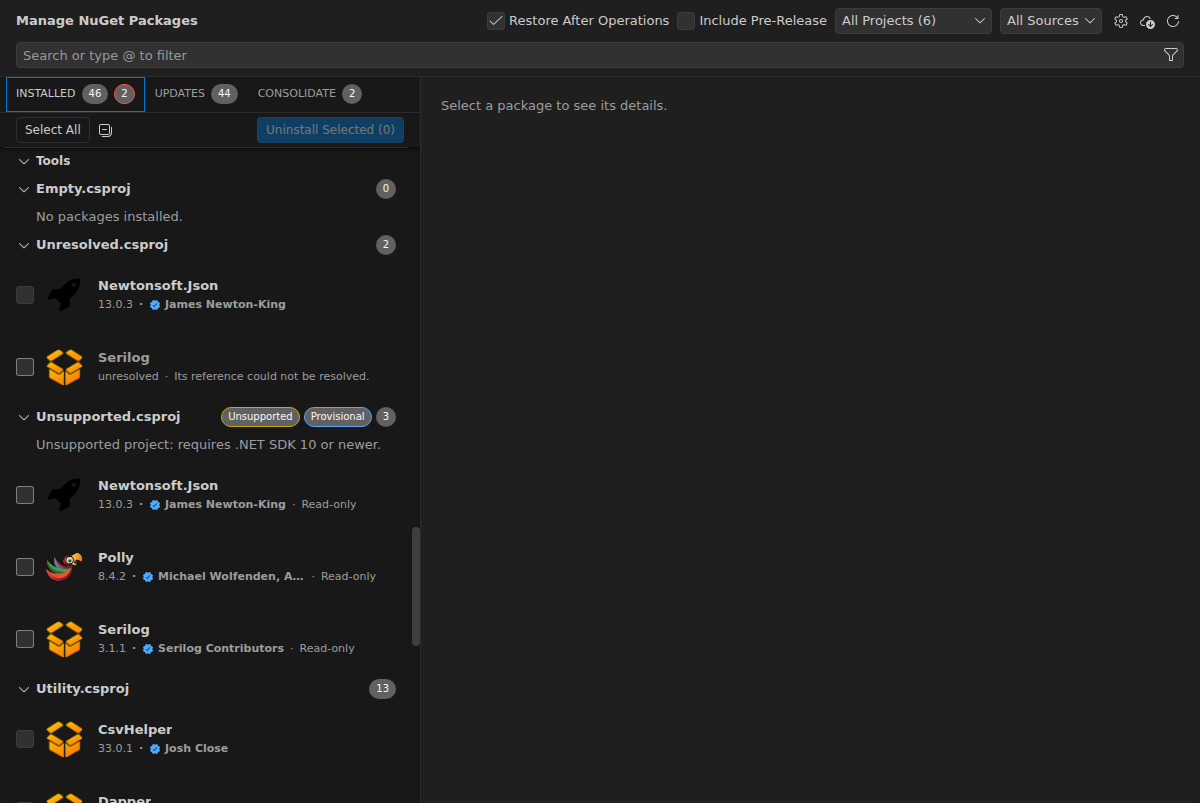 Manage NuGet Packages
Restore After Operations
Include Pre-Release
All Projects (6)
All Sources
Search or type @ to filter
INSTALLED 46 2
UPDATES 44
CONSOLIDATE 2
Select All
Uninstall Selected (0)
Select a package to see its details.
Tools
Empty.csproj 0
No packages installed.
Unresolved.csproj 2
Newtonsoft.Json
13.0.3 · James Newton-King
Serilog
unresolved · Its reference could not be resolved.
Unsupported.csproj Unsupported Provisional 3
Unsupported project: requires .NET SDK 10 or newer.
Newtonsoft.Json
13.0.3 · James Newton-King · Read-only
Polly
8.4.2 · Michael Wolfenden, A... · Read-only
Serilog
3.1.1 · Serilog Contributors · Read-only
Utility.csproj 13
CsvHelper
33.0.1 · Josh Close
Dapper